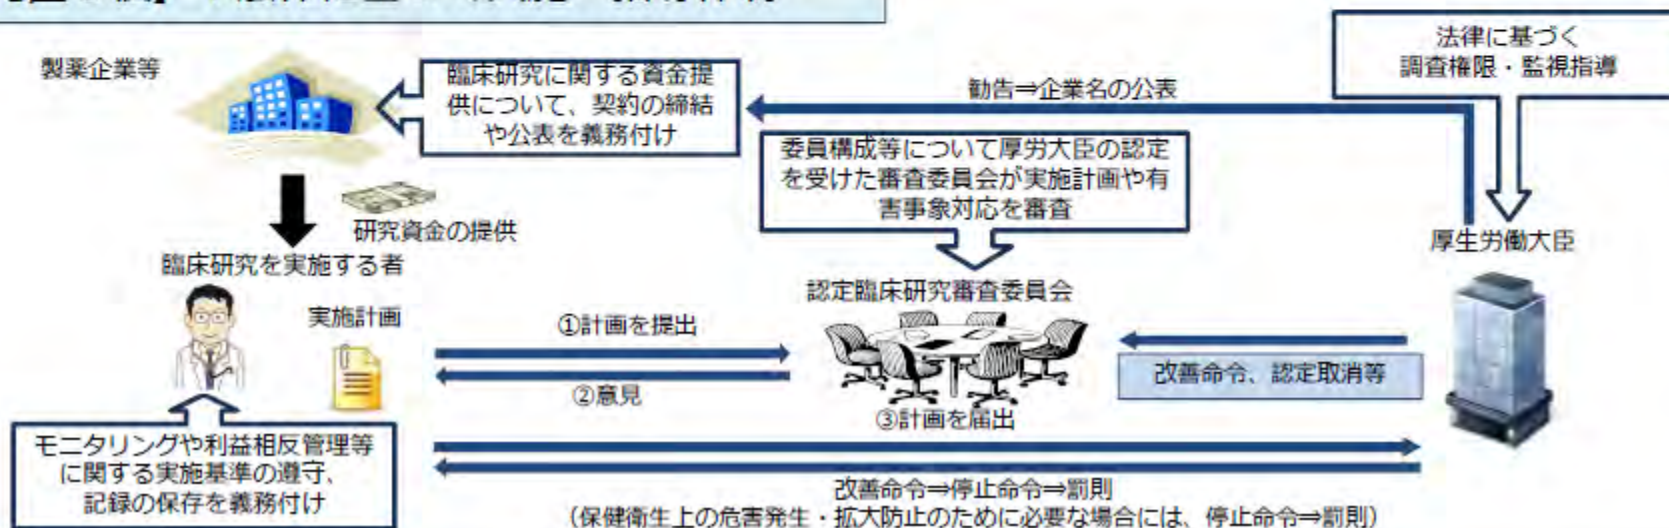 製薬企業等
臨床研究に関する資金提
供について、契約の締結
や公表を義務付け
勧告⇒企業名の公表
法律に基づく
調査権限・監視指導
委員構成等について厚労大臣の認定
を受けた審査委員会が実施計画や有
害事象対応を審査
研究資金の提供
厚生労働大臣
臨床研究を実施する者
認定臨床研究審査委員会
実施計画
①計画を提出
②意見
改善命令、認定取消等
③計画を届出
モニタリングや利益相反管理等
に関する実施基準の遵守、
記録の保存を義務付け
改善命令⇒停止命令⇒罰則
（保健衛生上の危害発生・拡大防止のために必要な場合には、停止命令⇒罰則）